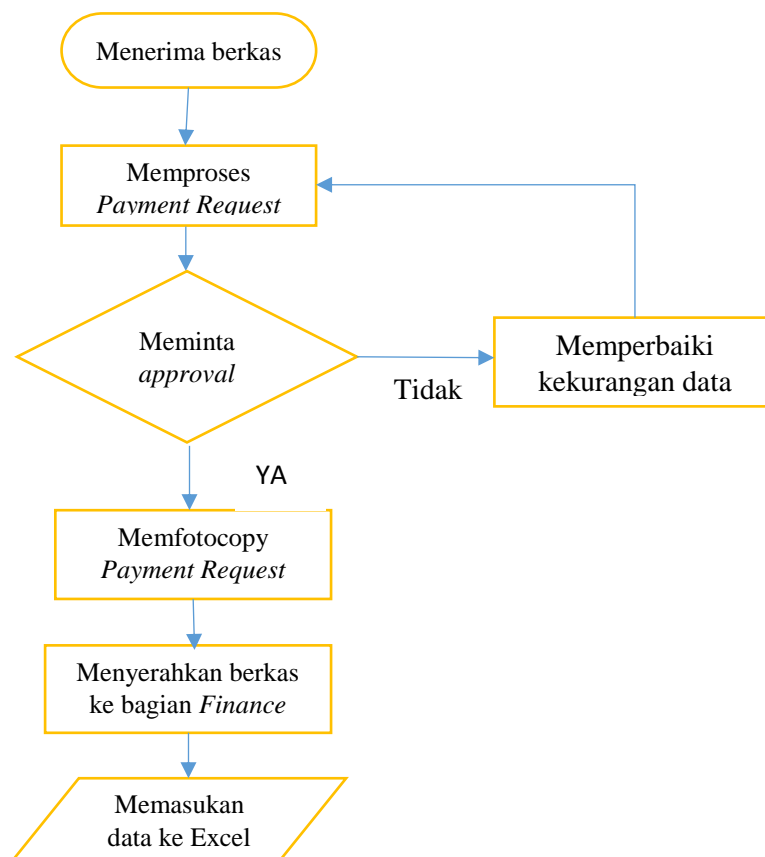 Menerima berkas
Memproses
Payment Request
Meminta
approval
Tidak
Memperbaiki
kekurangan data
YA
Memfotocopy
Payment Request
Menyerahkan berkas
ke bagian Finance
Memasukan
data ke Excel